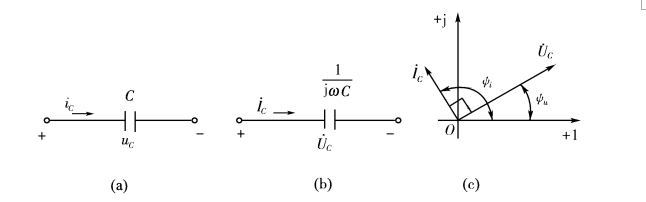 C
i_C
+
−
u_C
(a)
1
jωC
İ_C
+
−
U̇_C
(b)
+j
İ_C
U̇_C
ψ_i
ψ_u
O
+1
(c)